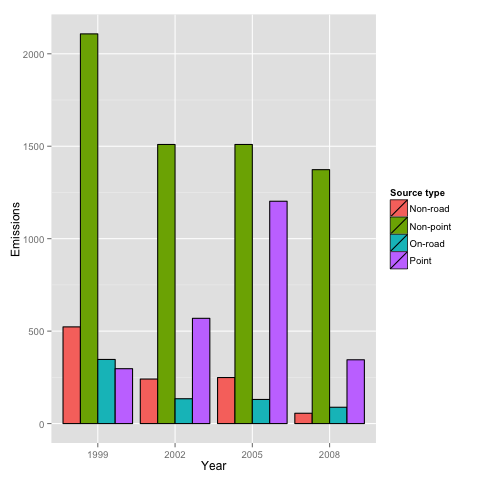 2000
1500
1000
500
0
Emissions
1999 2002 2005 2008
Year
Source type
Non-road
Non-point
On-road
Point